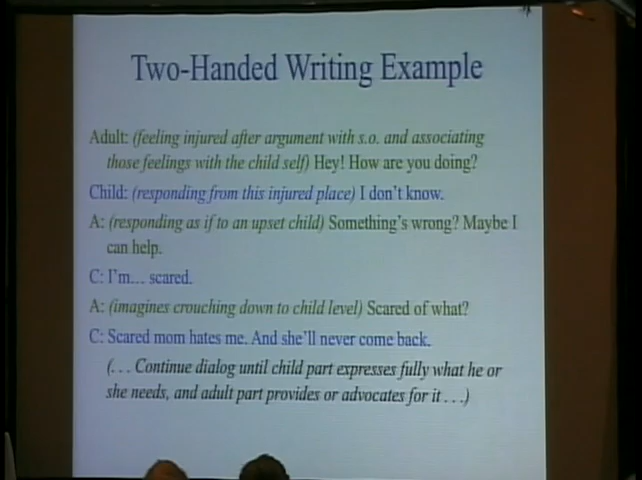 Two-Handed Writing Example
Adult: (feeling injured after argument with s.o. and associating
those feelings with the child self) Hey! How are you doing?
Child: (responding from this injured place) I don't know.
A: (responding as if to an upset child) Something's wrong? Maybe I
can help.
C: I'm... scared.
A: (imagines crouching down to child level) Scared of what?
C: Scared mom hates me. And she'll never come back.
(. . . Continue dialog until child part expresses fully what he or
she needs, and adult part provides or advocates for it . . .)